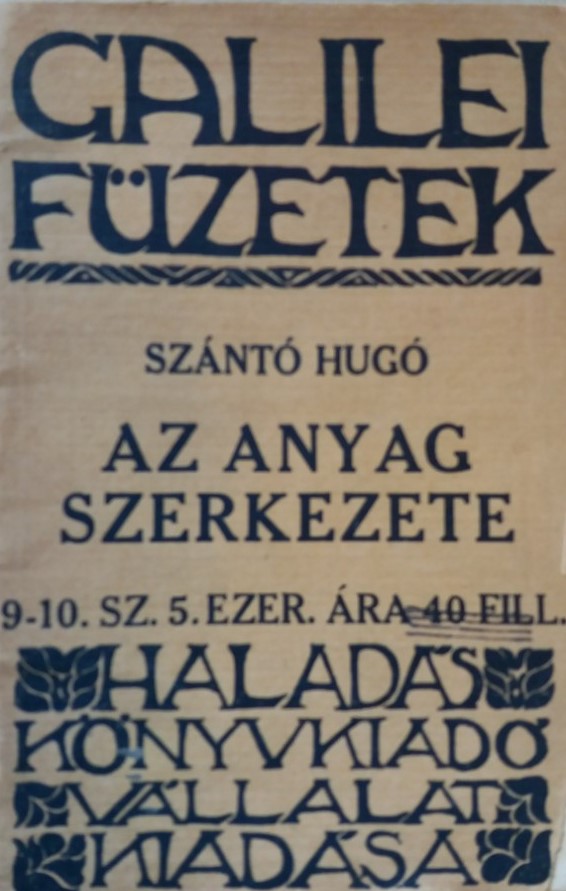 GALILEI
FÜZETEK
SZÁNTÓ HUGÓ
AZ ANYAG
SZERKEZETE
9-10. SZ. 5. EZER. ÁRA 40 FILL.
HALADÁS
KÖNYVKIADÓ
VÁLLALAT
KIADÁSA